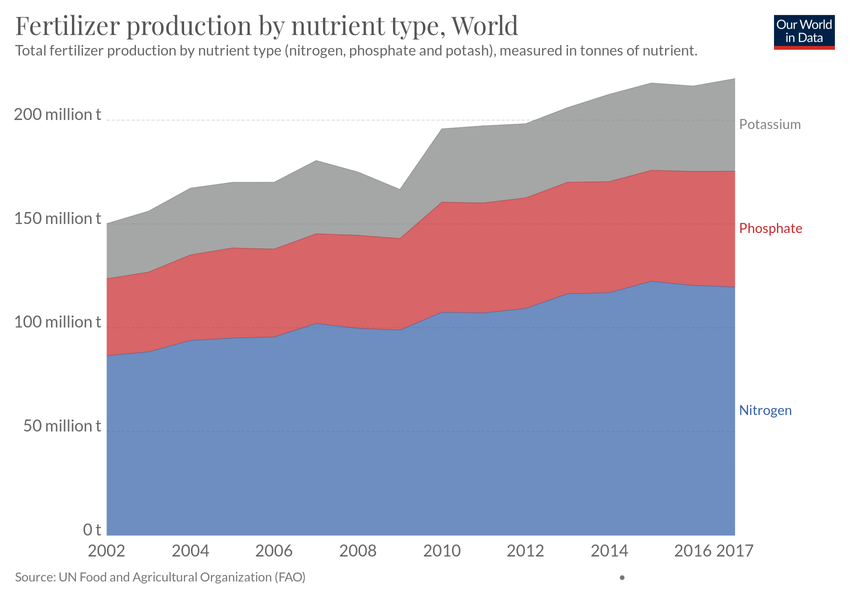 Fertilizer production by nutrient type, World
Our World
in Data
Total fertilizer production by nutrient type (nitrogen, phosphate and potash), measured in tonnes of nutrient.
200 million t
Potassium
150 million t
Phosphate
100 million t
Nitrogen
50 million t
0 t
2002 2004 2006 2008 2010 2012 2014 2016 2017
Source: UN Food and Agricultural Organization (FAO)
•